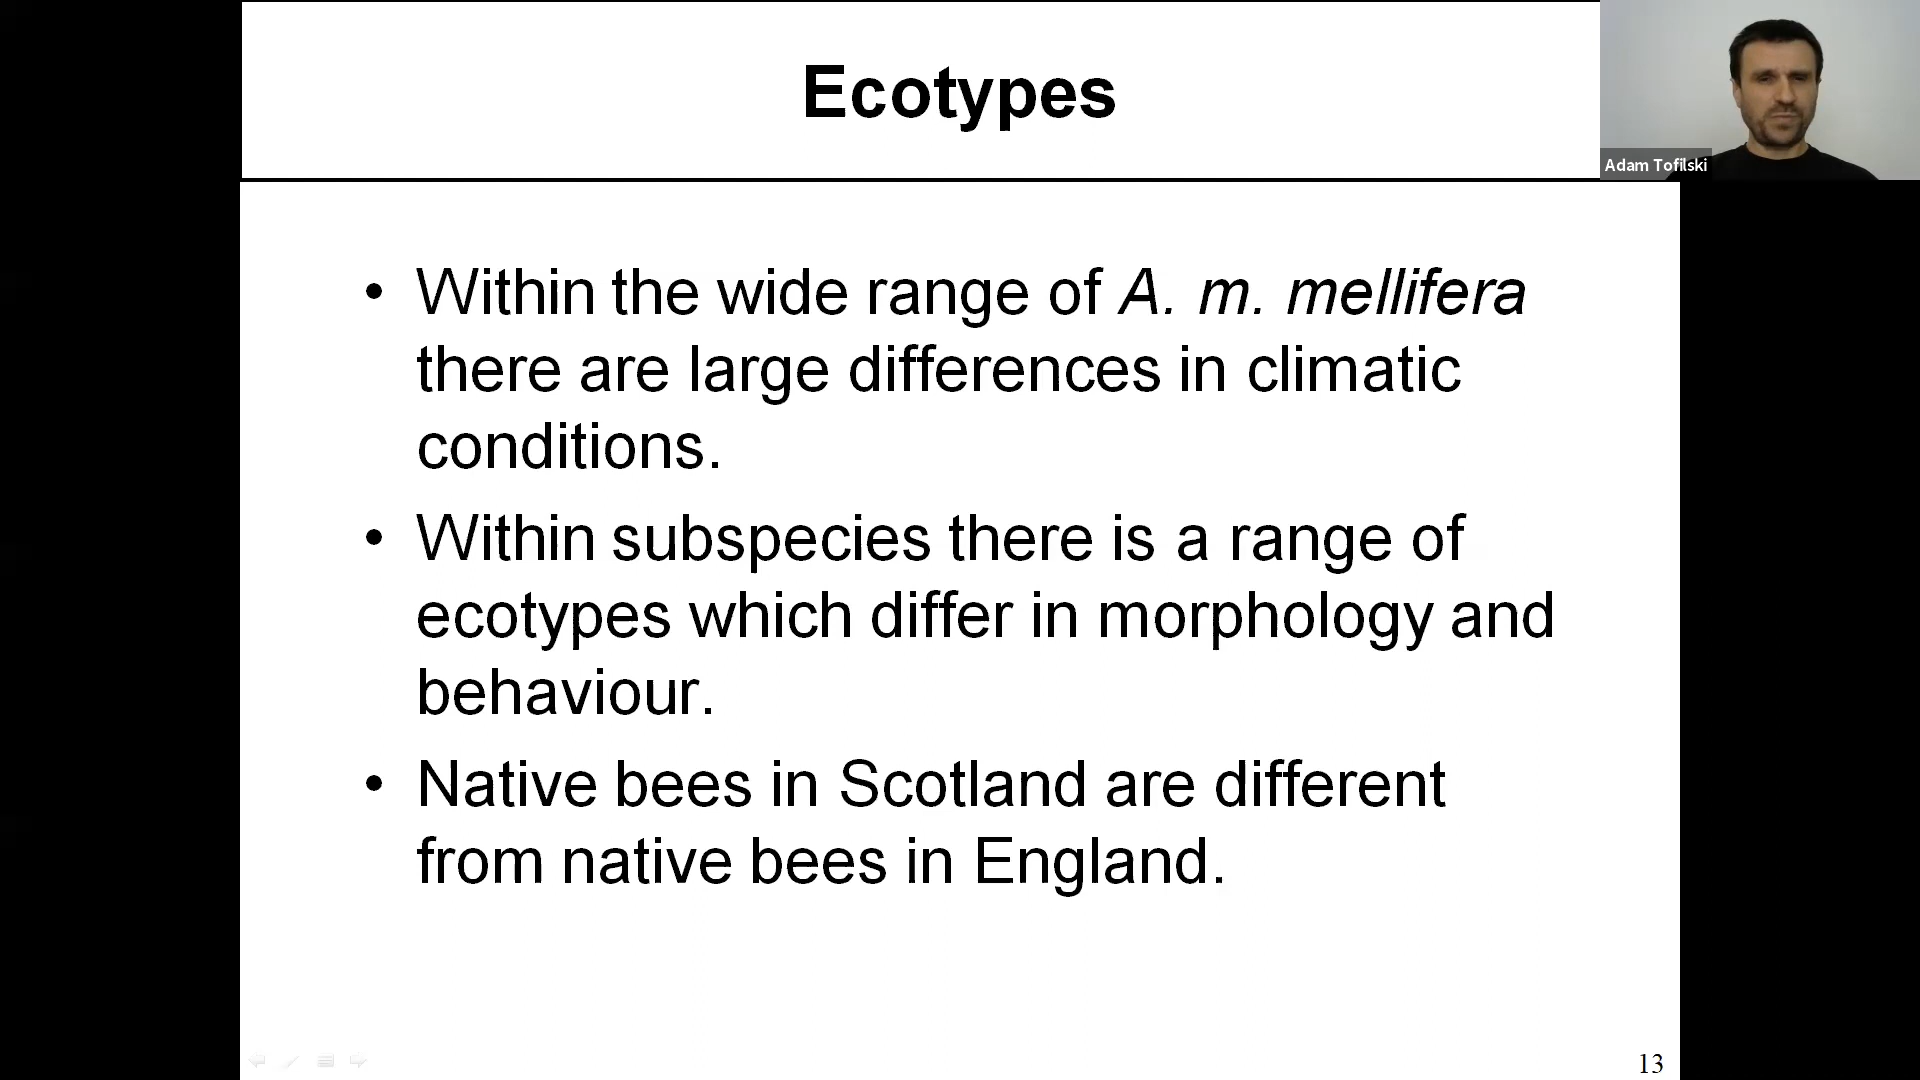 Ecotypes
Adam Tofilski
• Within the wide range of A. m. mellifera
there are large differences in climatic
conditions.
• Within subspecies there is a range of
ecotypes which differ in morphology and
behaviour.
• Native bees in Scotland are different
from native bees in England.
13